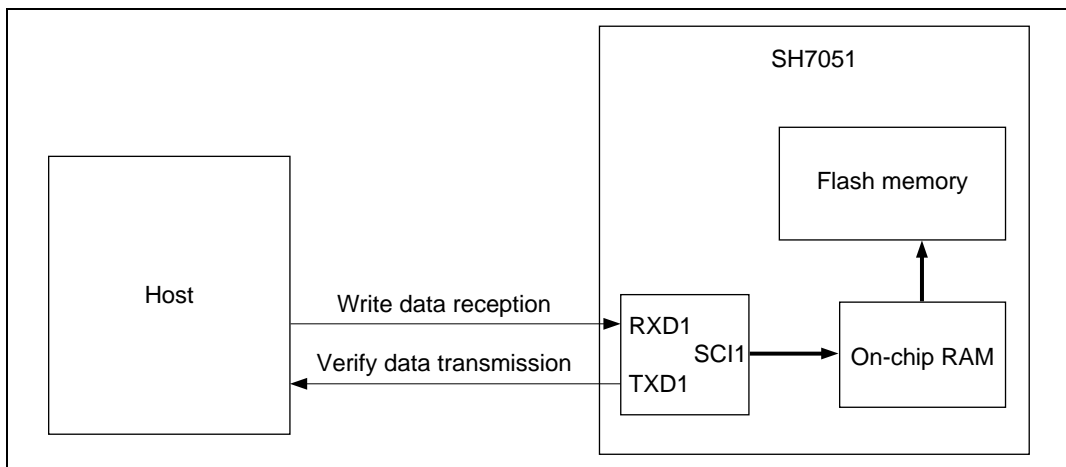 SH7051
Flash memory
Host
Write data reception
RXD1
SCI1
On-chip RAM
Verify data transmission
TXD1